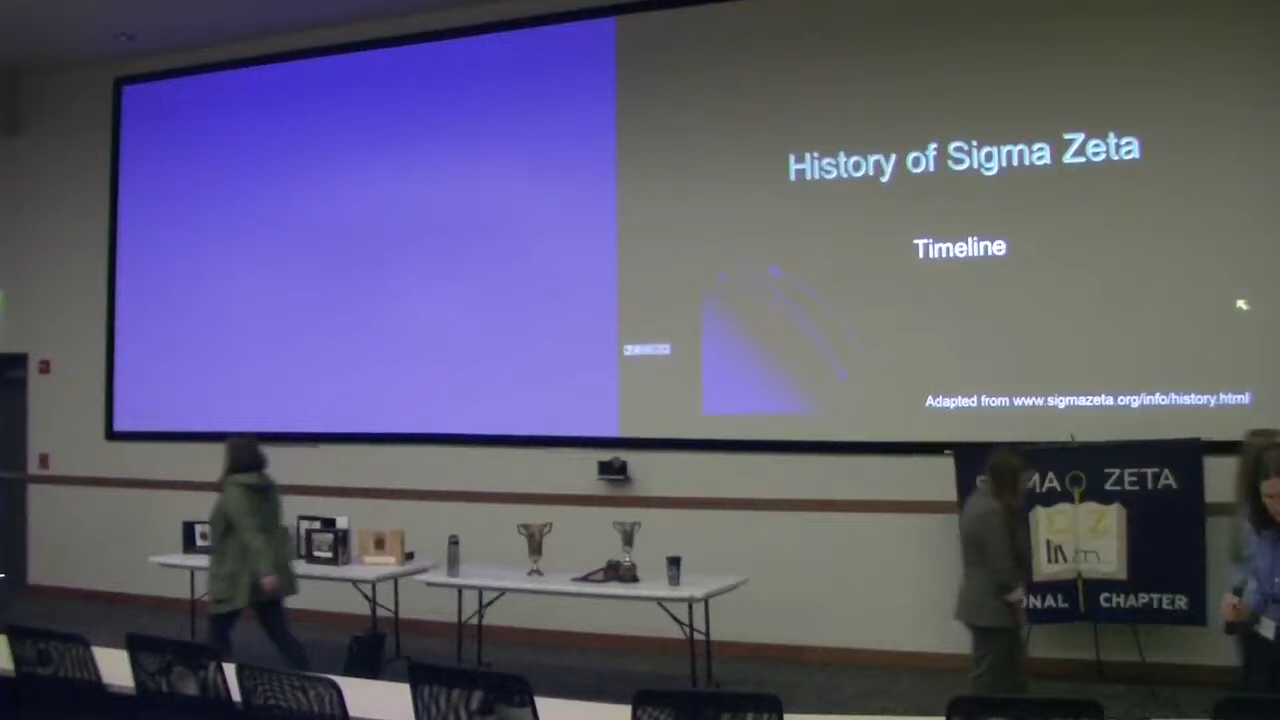 History of Sigma Zeta
Timeline
Adapted from www.sigmazeta.org/info/history.html
MA ZETA
ONAL CHAPTER